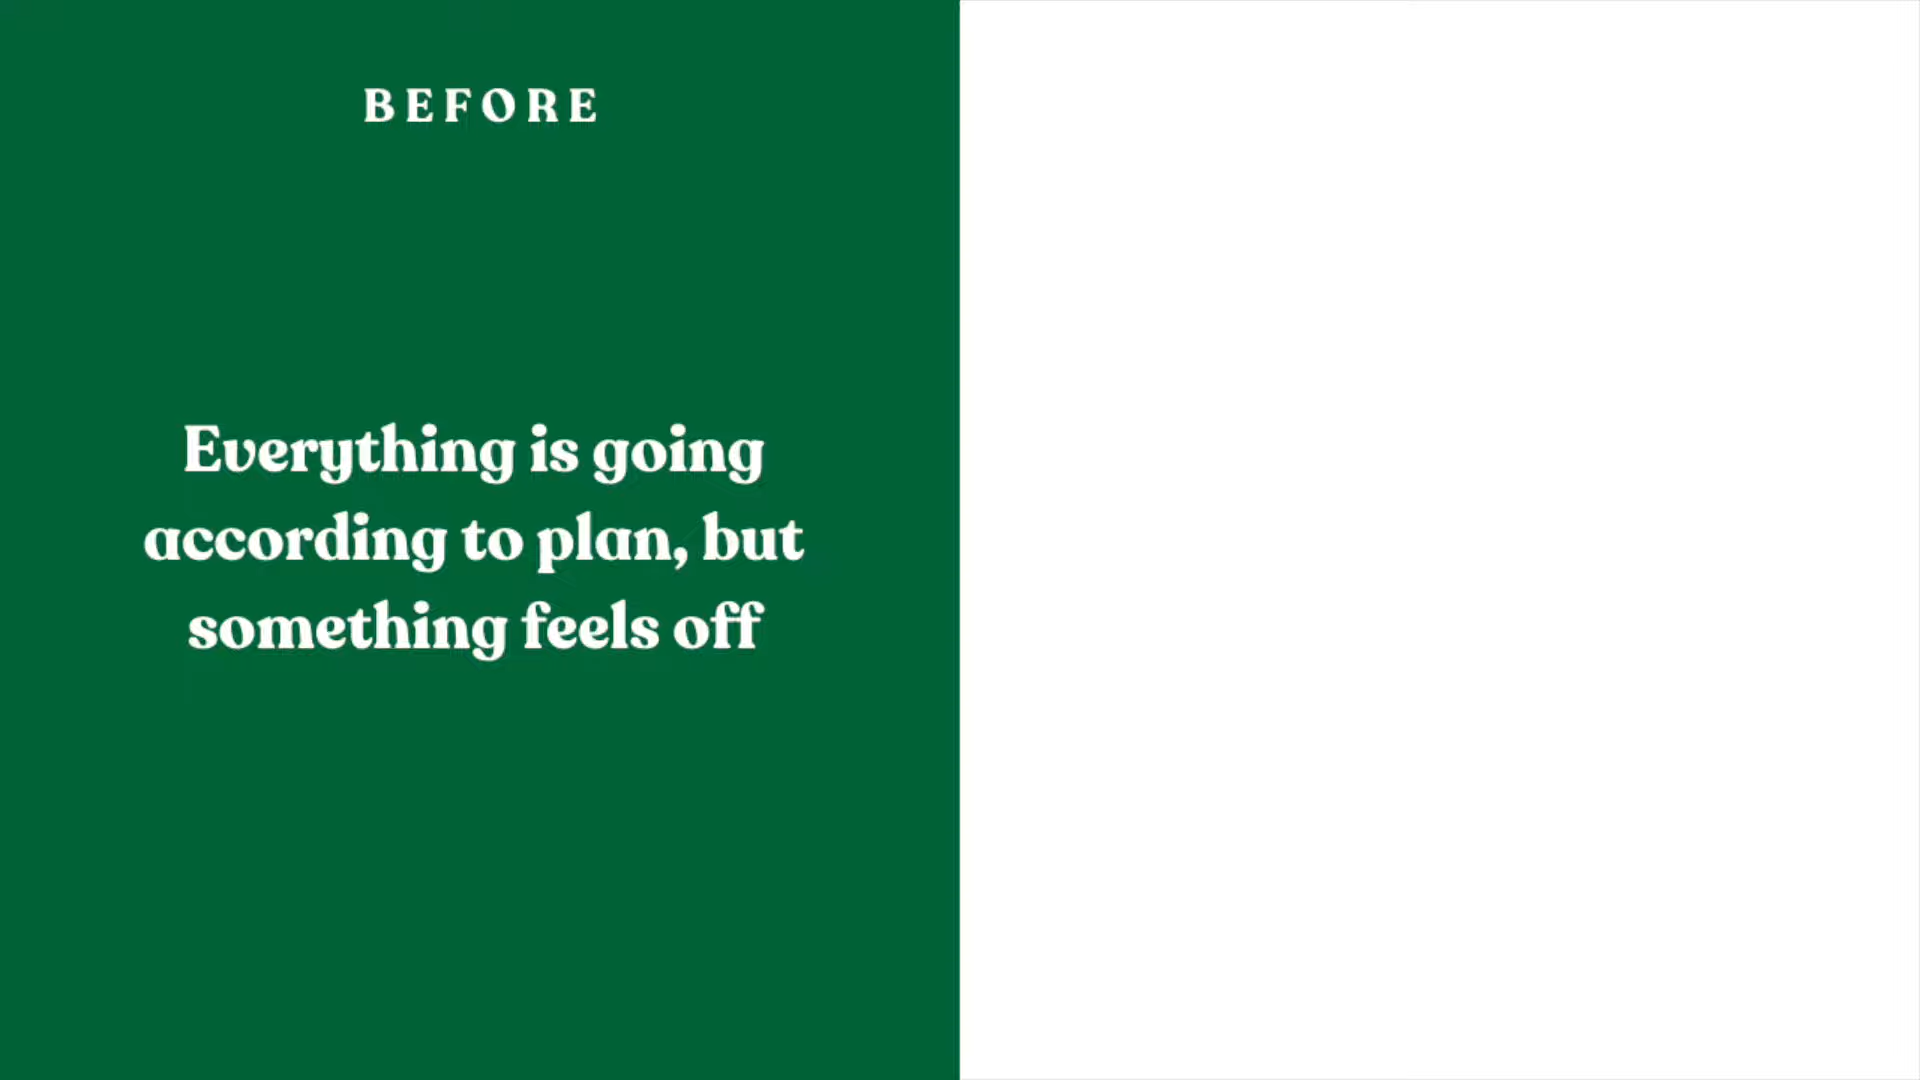 BEFORE
Everything is going
according to plan, but
something feels off